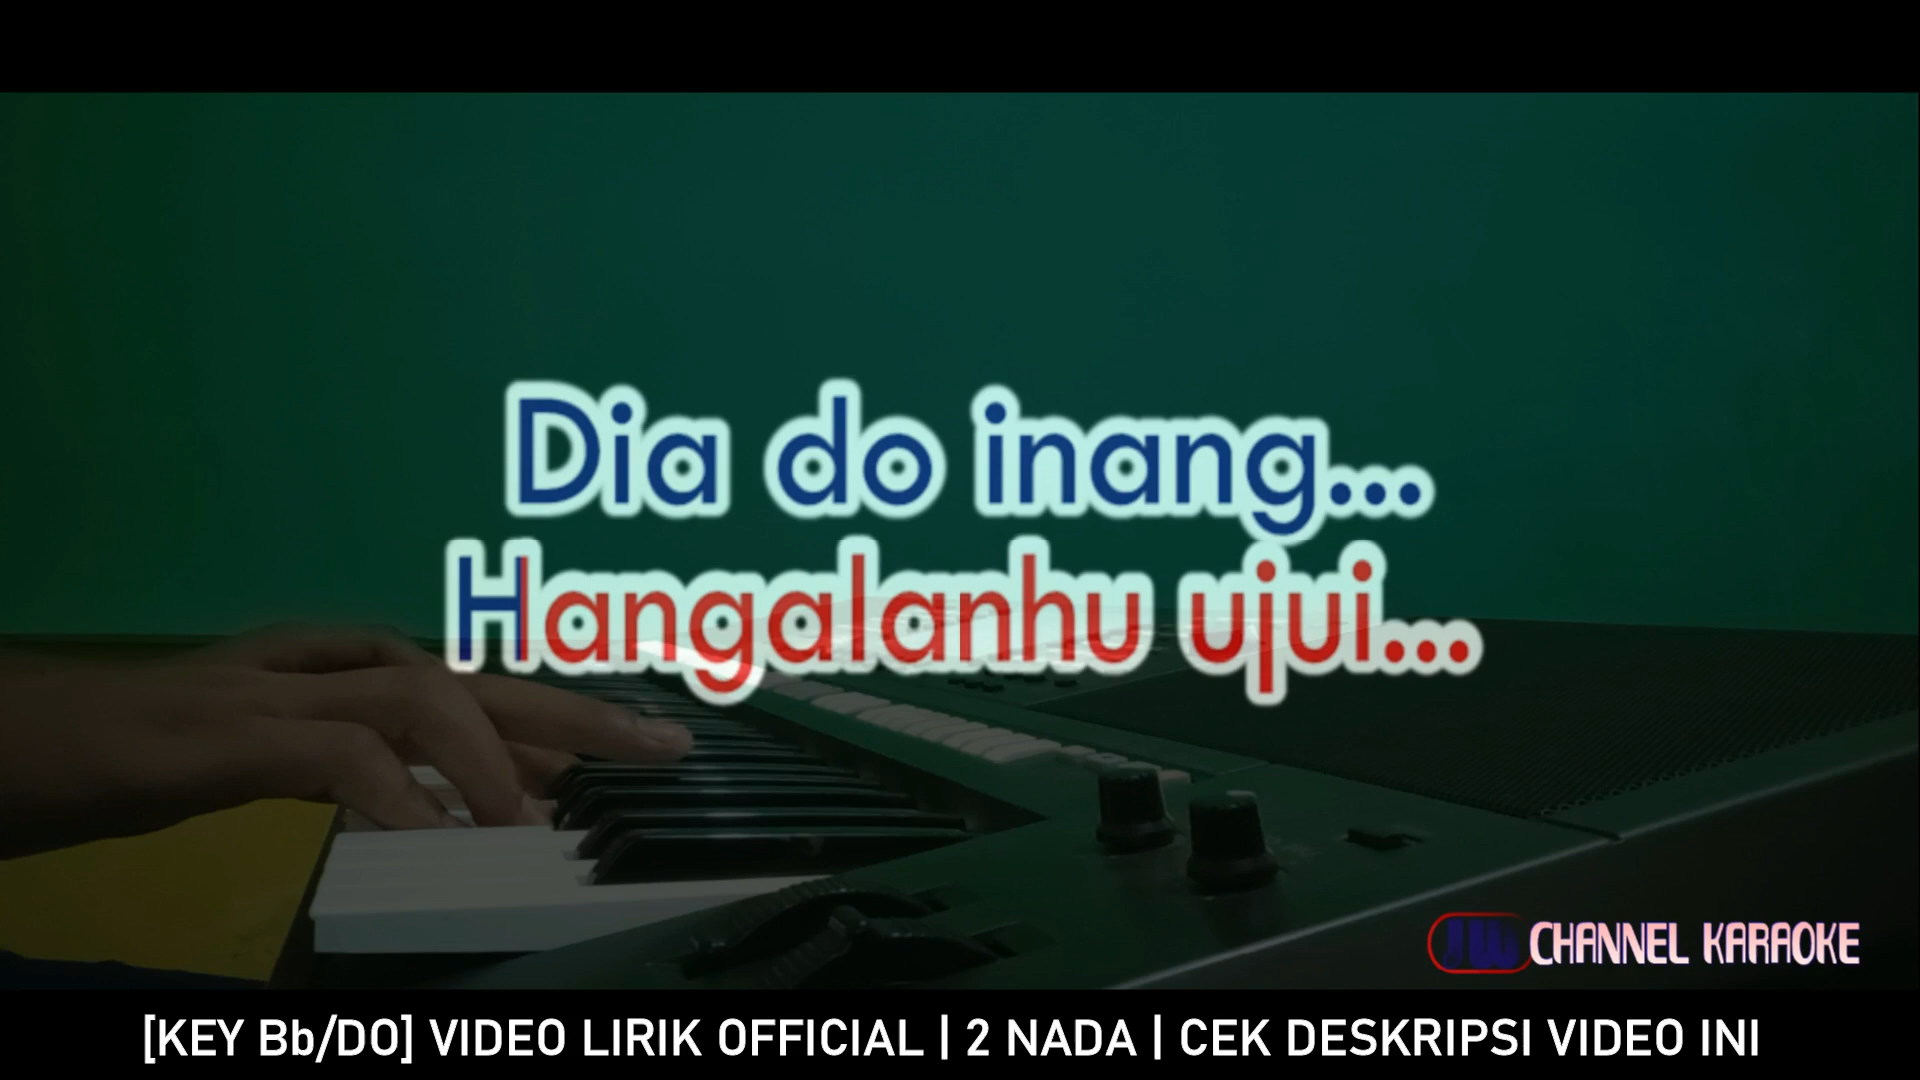 Dia do inang...
Hangalanhu ujui...
JW CHANNEL KARAOKE
[KEY Bb/DO] VIDEO LIRIK OFFICIAL | 2 NADA | CEK DESKRIPSI VIDEO INI